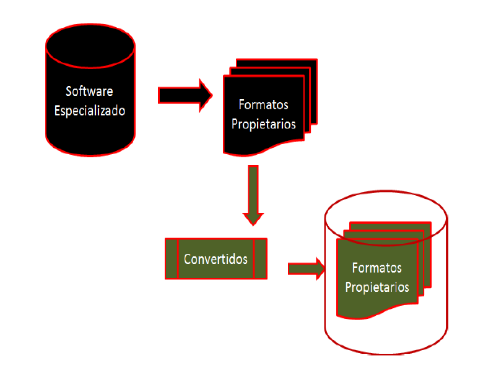 Software
Especializado
Formatos
Propietarios
Convertidos
Formatos
Propietarios